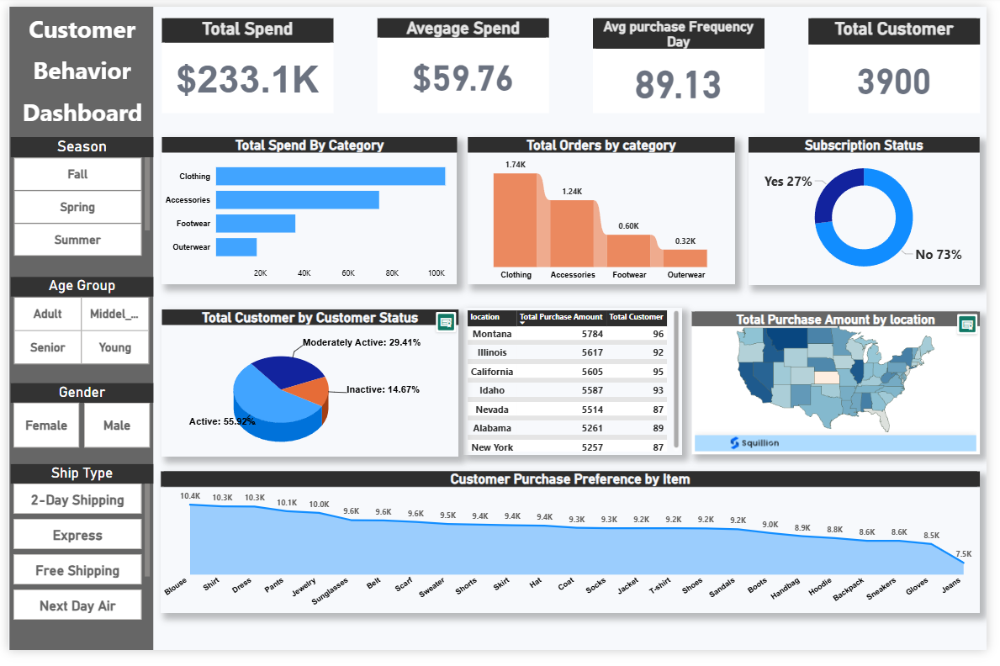 Customer
Behavior
Dashboard
Season
Fall
Spring
Summer
Age Group
Adult
Middel_...
Senior
Young
Gender
Female
Male
Ship Type
2-Day Shipping
Express
Free Shipping
Next Day Air
Total Spend
$233.1K
Avegage Spend
$59.76
Avg purchase Frequency
Day
89.13
Total Customer
3900
Total Spend By Category
Clothing
Accessories
Footwear
Outerwear
20K 40K 60K 80K 100K
Total Orders by category
1.74K
1.24K
0.60K
0.32K
Clothing Accessories Footwear Outerwear
Subscription Status
Yes 27%
No 73%
Total Customer by Customer Status
Moderately Active: 29.41%
Inactive: 14.67%
Active: 55.92%
location Total Purchase Amount Total Customer
Montana 5784 96
Illinois 5617 92
California 5605 95
Idaho 5587 93
Nevada 5514 87
Alabama 5261 89
New York 5257 87
Total Purchase Amount by location
Squillion
Customer Purchase Preference by Item
10.4K 10.3K 10.3K 10.1K 10.0K 9.6K 9.6K 9.6K 9.5K 9.4K 9.4K 9.4K 9.3K 9.3K 9.2K 9.2K 9.2K 9.2K 9.0K 8.9K 8.8K 8.6K 8.6K 8.5K 7.5K
Blouse Shirt Dress Pants Jewelry Sunglasses Belt Scarf Sweater Shorts Skirt Hat Coat Socks Jacket T-shirt Shoes Sandals Boots Handbag Hoodie Backpack Sneakers Gloves Jeans